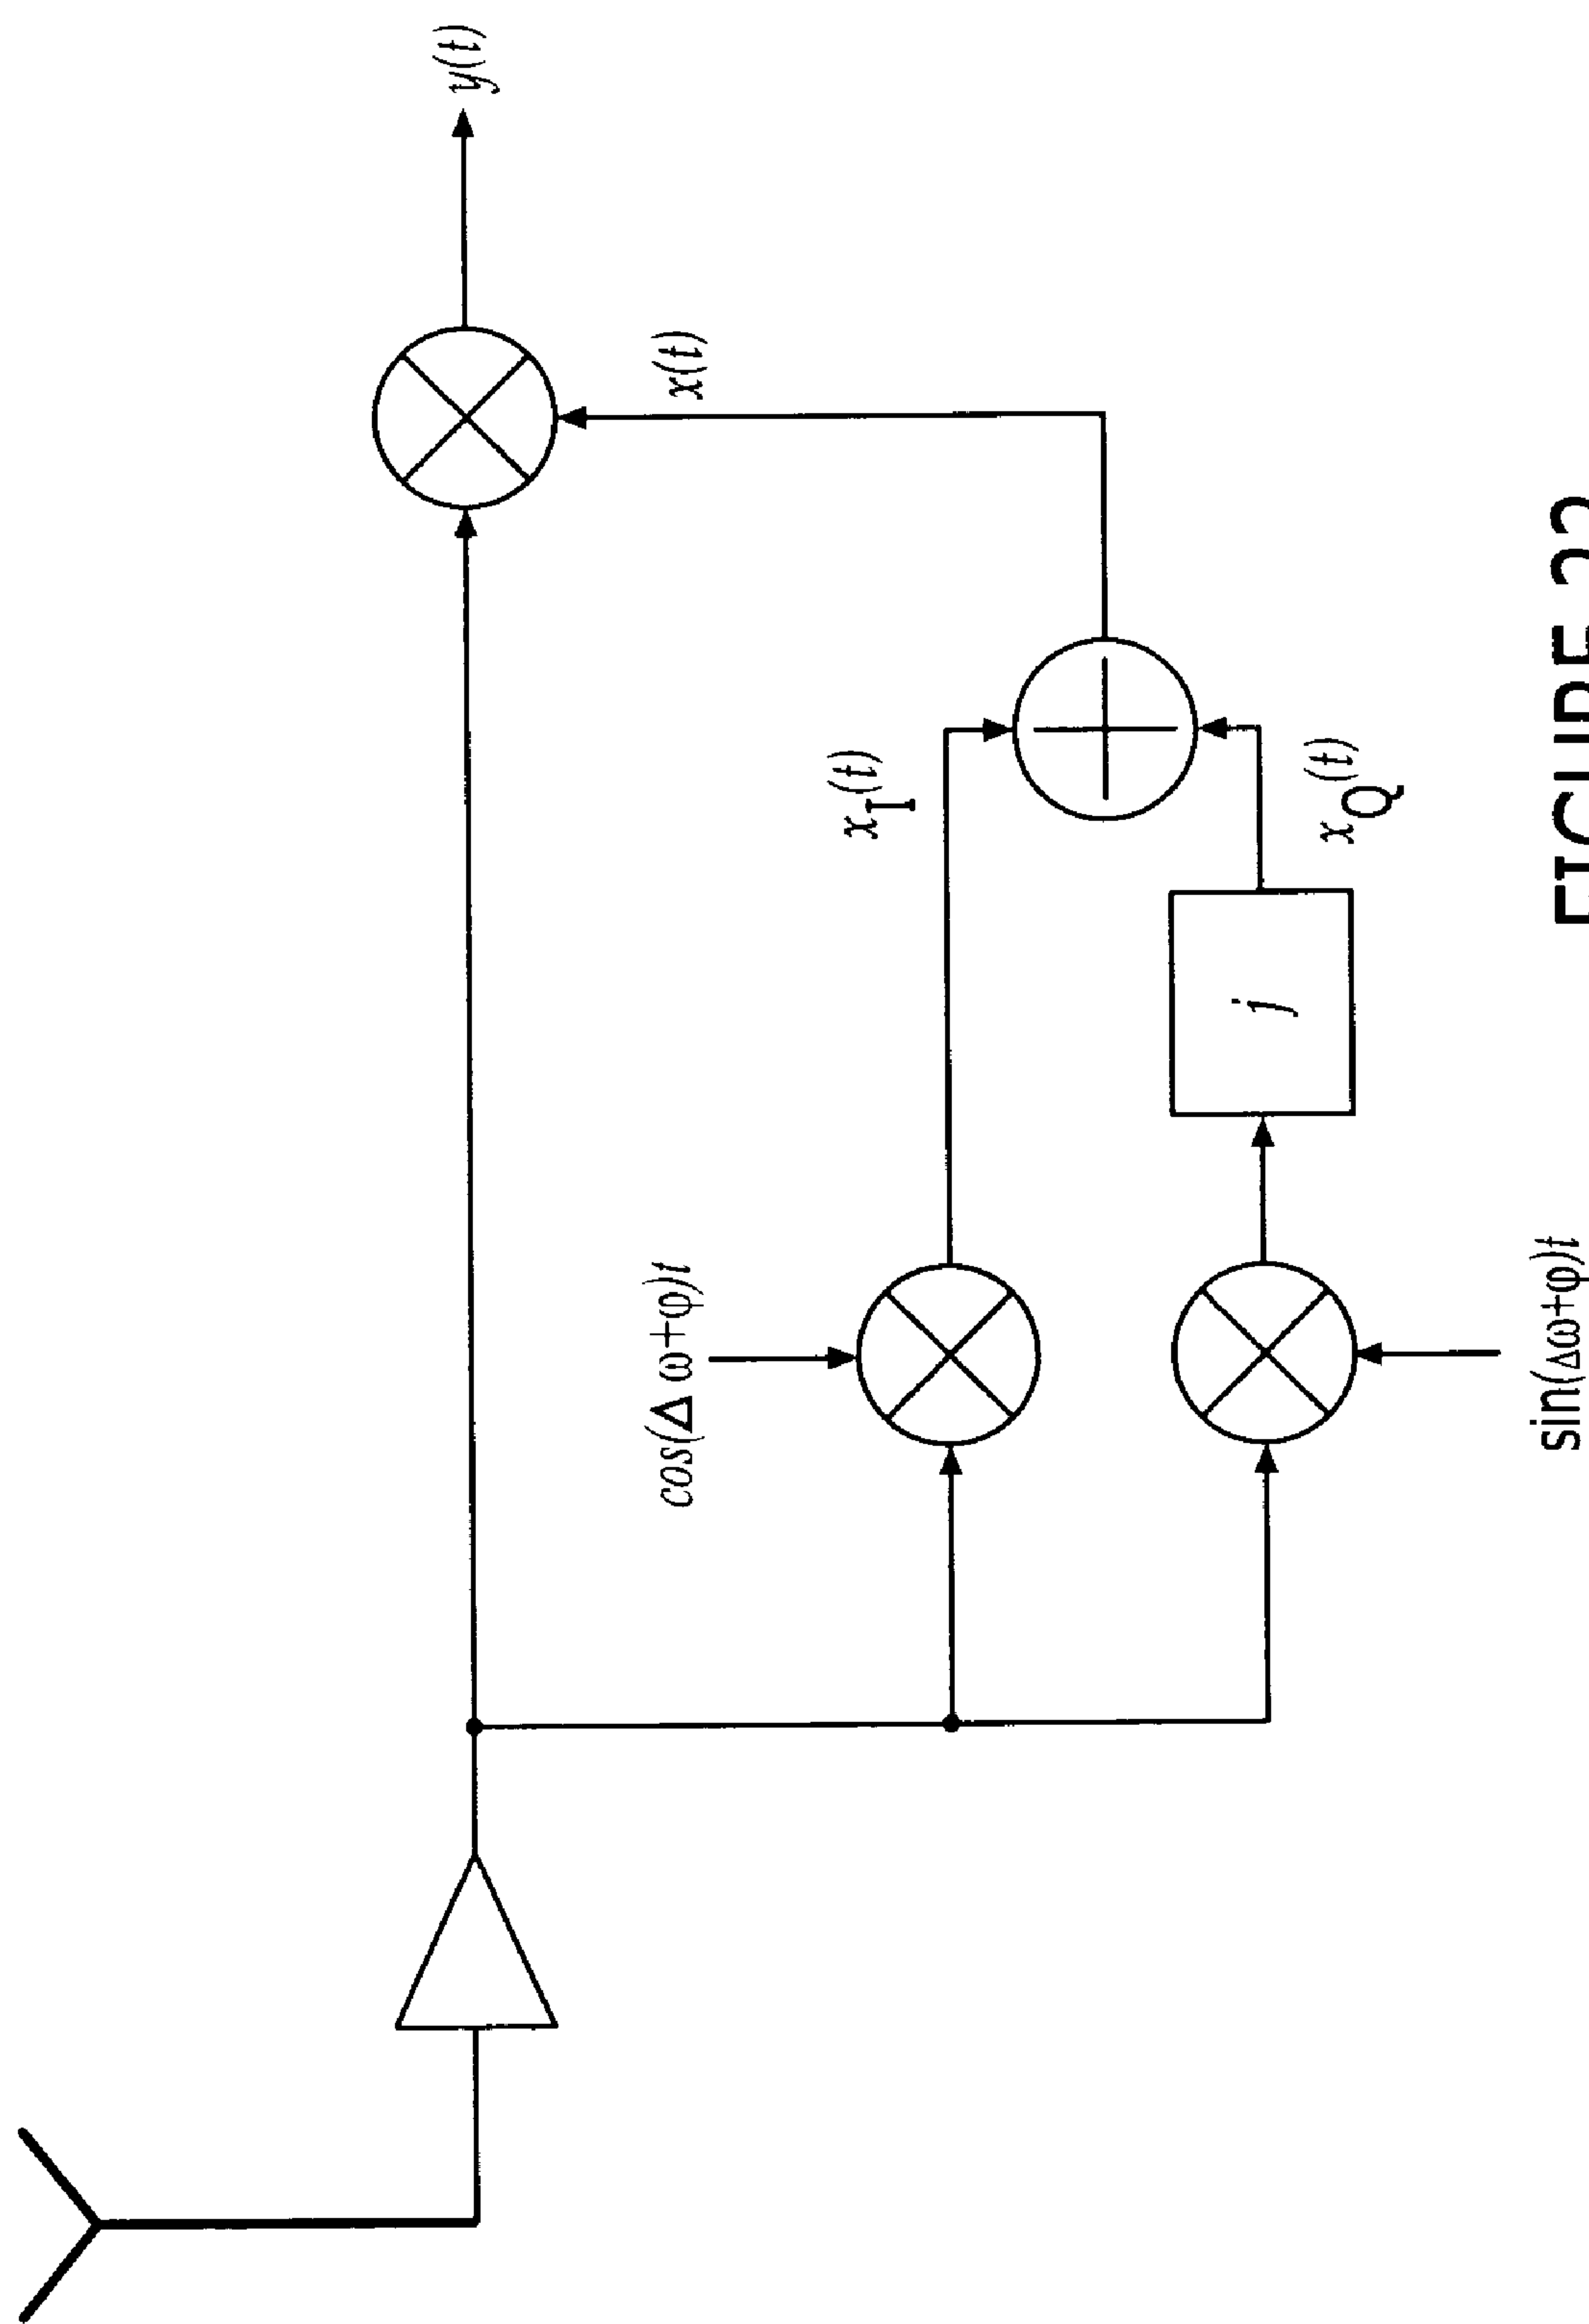 y(t)
x(t)
cos(Δω+φ)t
x_I(t)
j
x_Q(t)
sin(Δω+φ)t
FIGURE 22